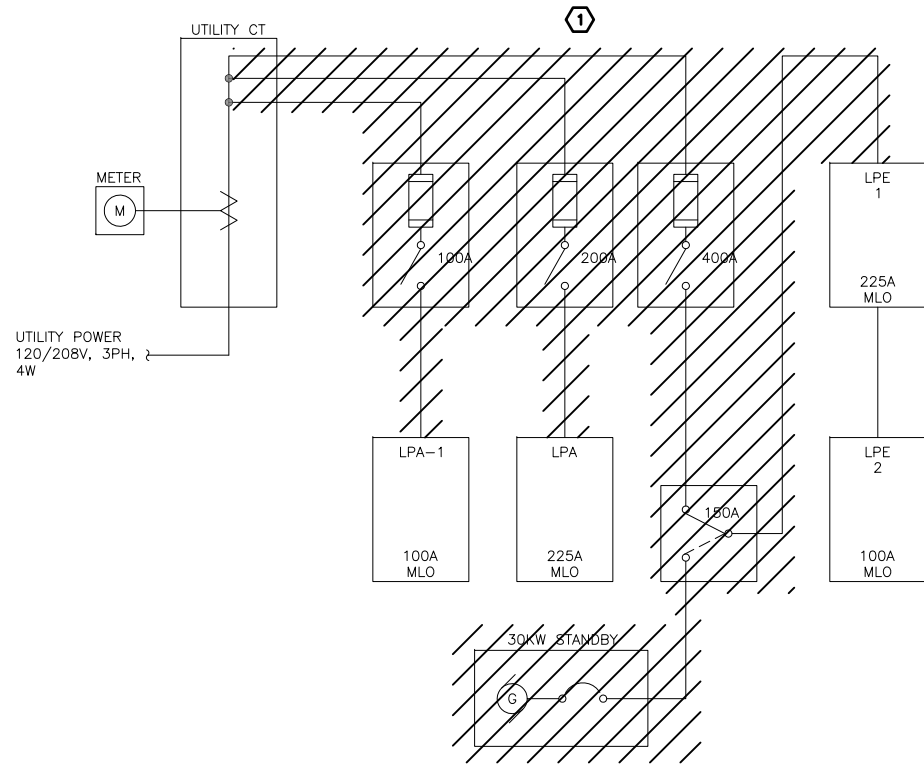 1
UTILITY CT
METER
M
UTILITY POWER
120/208V, 3PH,
4W
100A
200A
400A
LPE
1
225A
MLO
LPA-1
100A
MLO
LPA
225A
MLO
150A
LPE
2
100A
MLO
30KW STANDBY
G